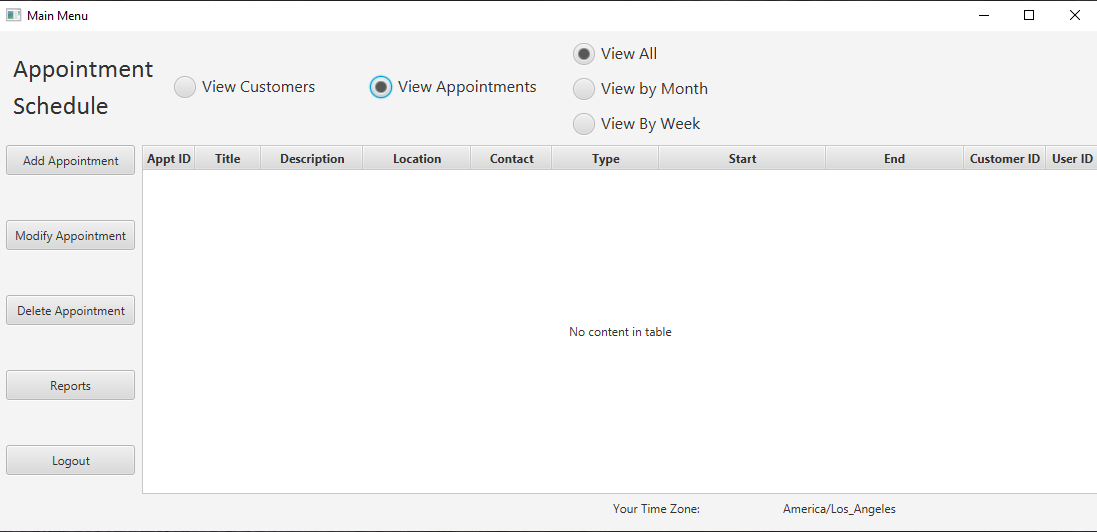 Main Menu
Appointment
Schedule
View Customers
View Appointments
View All
View by Month
View By Week
Add Appointment
Modify Appointment
Delete Appointment
Reports
Logout
Appt ID Title Description Location Contact Type Start End Customer ID User ID
No content in table
Your Time Zone: America/Los_Angeles